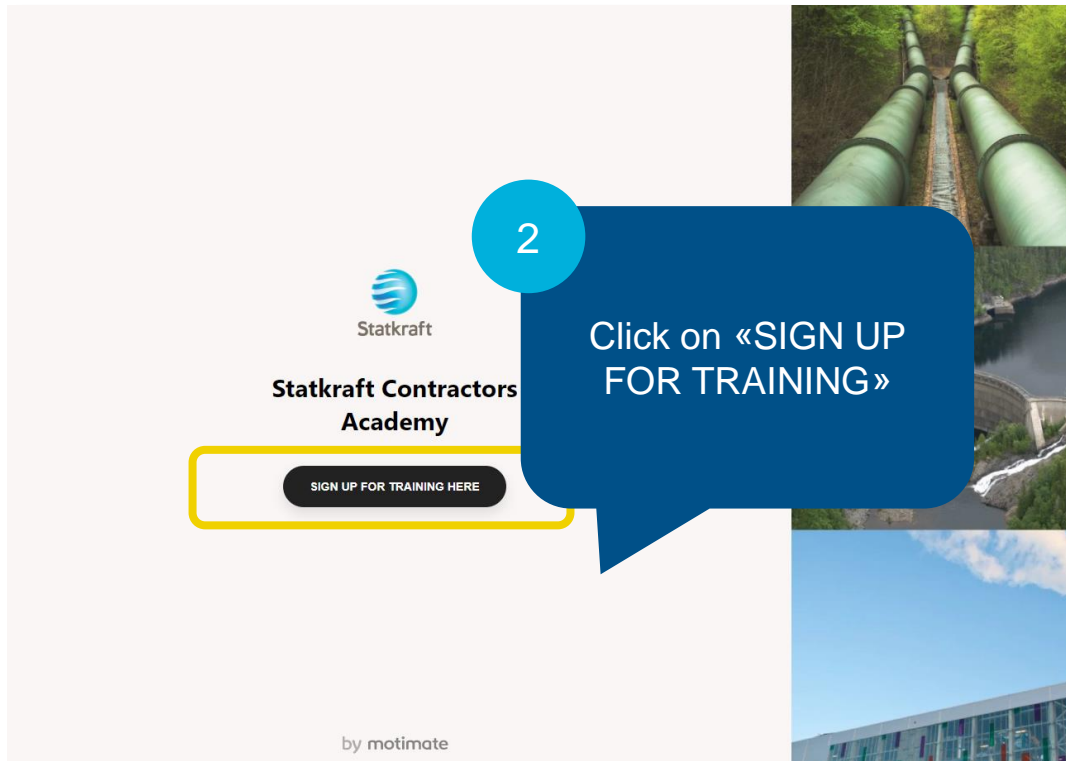 2
Click on «SIGN UP
FOR TRAINING»
Statkraft
Statkraft Contractors
Academy
SIGN UP FOR TRAINING HERE
by motimate